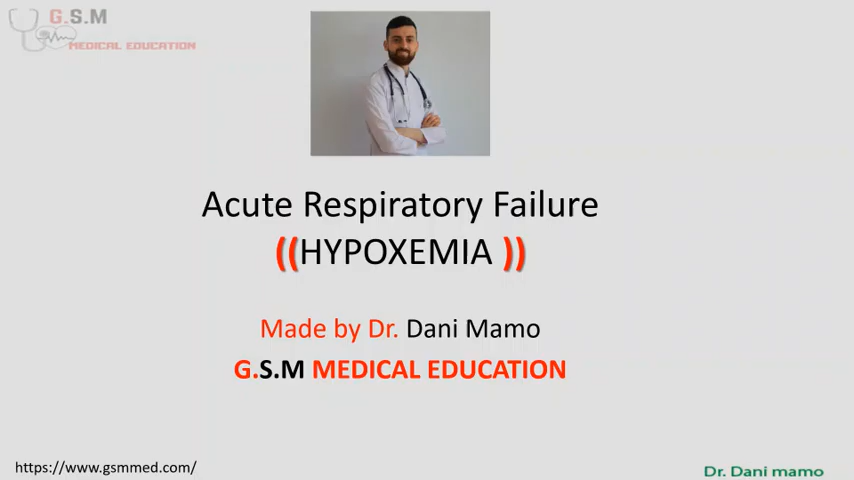 G.S.M
MEDICAL EDUCATION
Acute Respiratory Failure
((HYPOXEMIA ))
Made by Dr. Dani Mamo
G.S.M MEDICAL EDUCATION
https://www.gsmmed.com/
Dr. Dani mamo